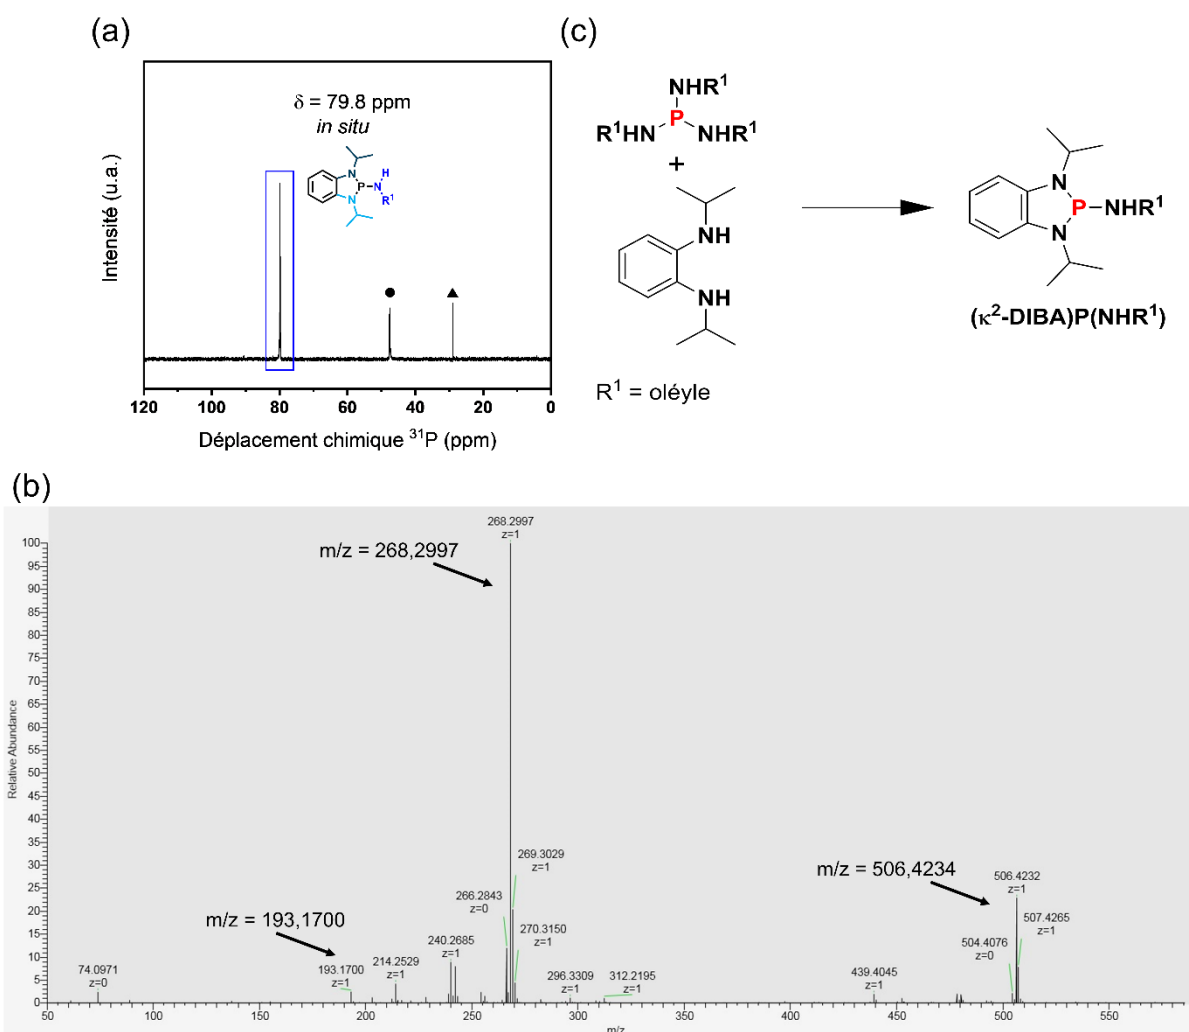 (a)
δ = 79.8 ppm
in situ
N
P
N
H
R¹
N
Intensité (u.a.)
120 100 80 60 40 20 0
Déplacement chimique ³¹P (ppm)
(c)
NHR¹
P
R¹HN NHR¹
+
NH
NH
R¹ = oléyle
N
P NHR¹
N
(κ²-DIBA)P(NHR¹)
(b)
268.2997
z=1
m/z = 268,2997
269.3029
z=1
266.2843
z=0
270.3150
z=1
m/z = 506,4234
506.4232
z=1
507.4265
z=1
504.4076
z=0
m/z = 193,1700
240.2685
z=1
214.2529
z=1
193.1700
z=1
74.0971
z=0
296.3309
z=1
312.2195
z=1
439.4045
z=1
Relative Abundance
100
95
90
85
80
75
70
65
60
55
50
45
40
35
30
25
20
15
10
5
0
50 100 150 200 250 300 350 400 450 500 550
m/z